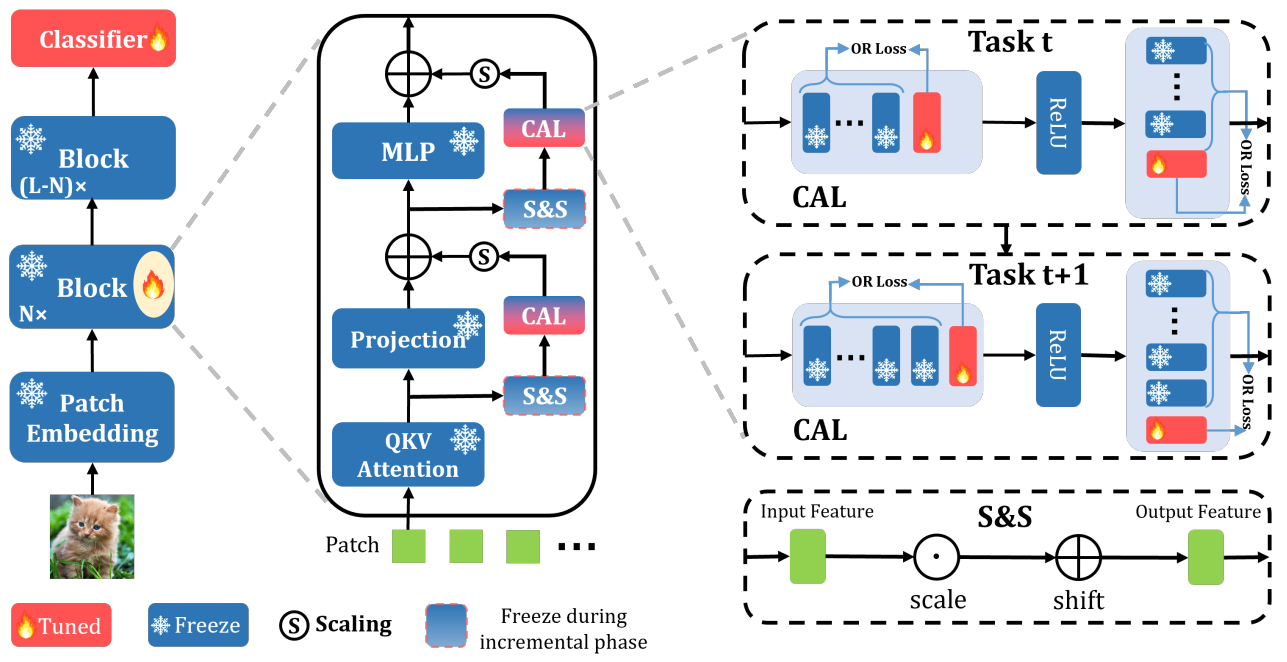 Classifier
Block
(L-N)×
Block
N×
Patch
Embedding
MLP
S
CAL
S&S
S
Projection
CAL
S&S
QKV
Attention
Patch
Task t
OR Loss
ReLU
OR Loss
CAL
Task t+1
OR Loss
ReLU
OR Loss
CAL
S&S
Input Feature
Output Feature
scale
shift
Tuned
Freeze
S
Scaling
Freeze during
incremental phase